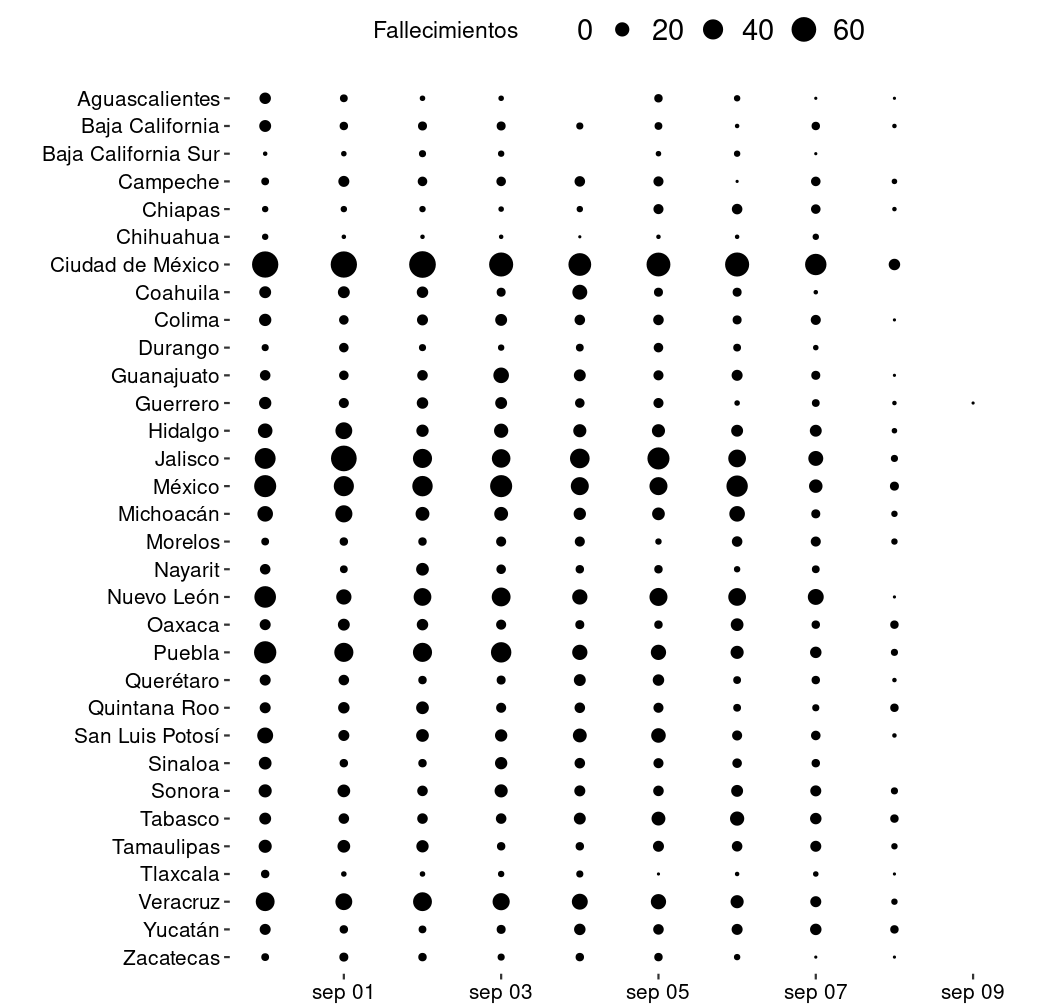 Fallecimientos 0 20 40 60
Aguascalientes
Baja California
Baja California Sur
Campeche
Chiapas
Chihuahua
Ciudad de México
Coahuila
Colima
Durango
Guanajuato
Guerrero
Hidalgo
Jalisco
México
Michoacán
Morelos
Nayarit
Nuevo León
Oaxaca
Puebla
Querétaro
Quintana Roo
San Luis Potosí
Sinaloa
Sonora
Tabasco
Tamaulipas
Tlaxcala
Veracruz
Yucatán
Zacatecas
sep 01 sep 03 sep 05 sep 07 sep 09